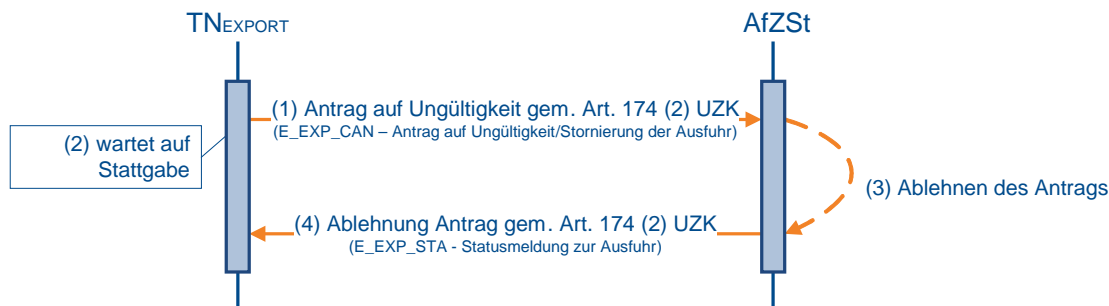 TNEXPORT
AfZSt
(1) Antrag auf Ungültigkeit gem. Art. 174 (2) UZK
(E_EXP_CAN – Antrag auf Ungültigkeit/Stornierung der Ausfuhr)
(2) wartet auf
Stattgabe
(3) Ablehnen des Antrags
(4) Ablehnung Antrag gem. Art. 174 (2) UZK
(E_EXP_STA - Statusmeldung zur Ausfuhr)